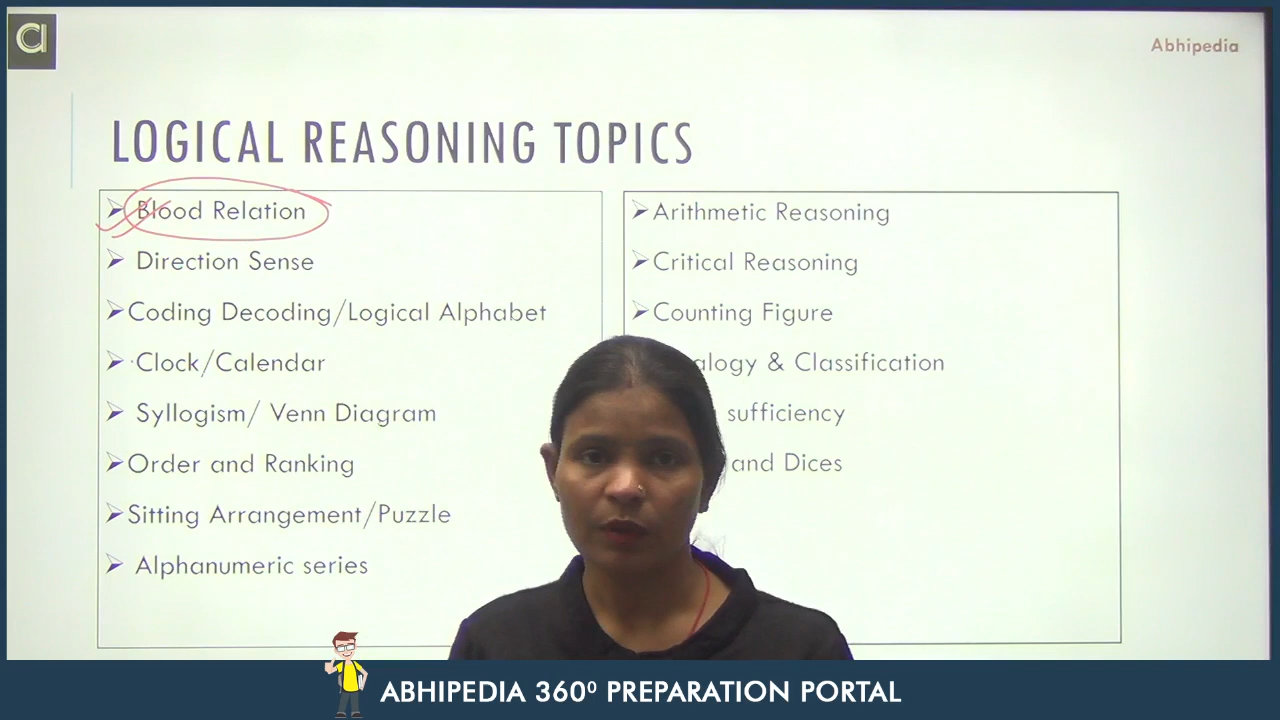 a
Abhipedia
LOGICAL REASONING TOPICS
Blood Relation
Direction Sense
Coding Decoding/Logical Alphabet
Clock/Calendar
Syllogism/ Venn Diagram
Order and Ranking
Sitting Arrangement/Puzzle
Alphanumeric series
Arithmetic Reasoning
Critical Reasoning
Counting Figure
alogy & Classification
sufficiency
and Dices
ABHIPEDIA 360⁰ PREPARATION PORTAL